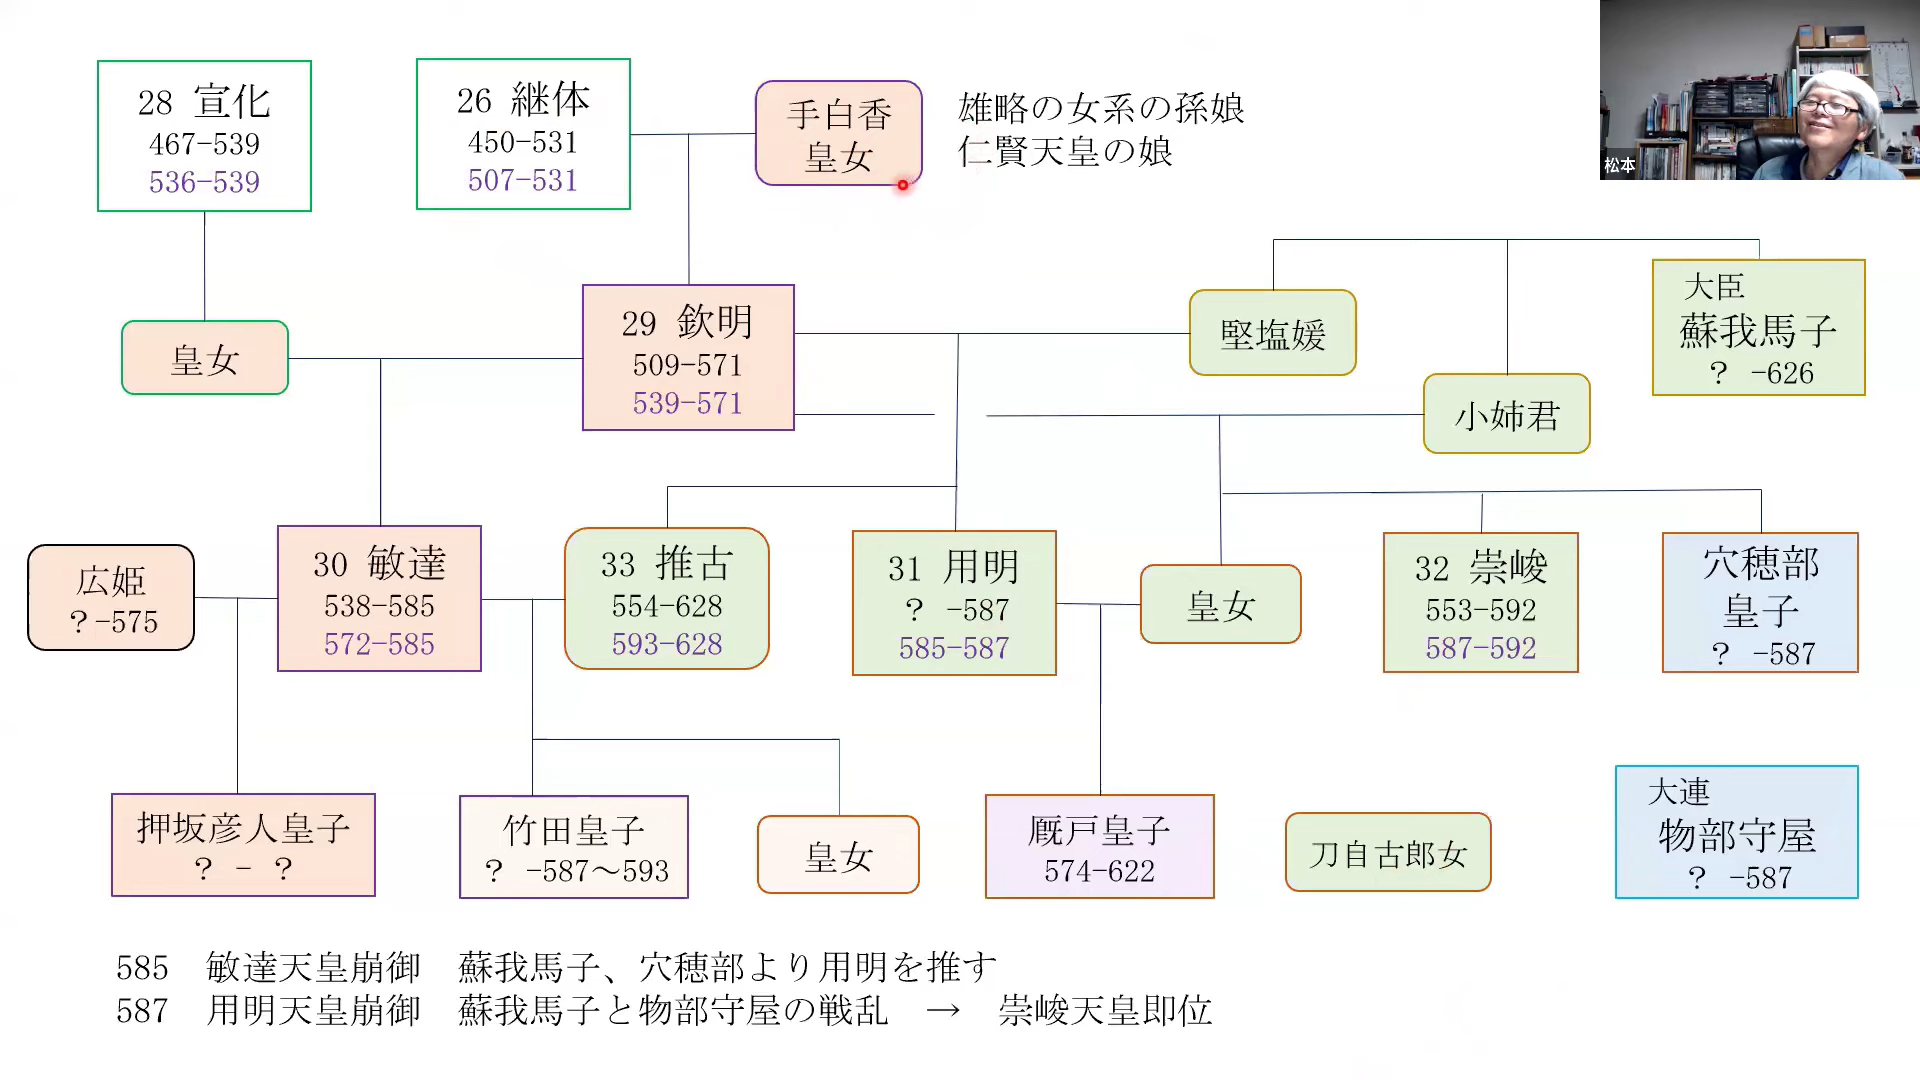 28 宣化
467-539
536-539
26 継体
450-531
507-531
手白香
皇女
雄略の女系の孫娘
仁賢天皇の娘
松本
皇女
29 欽明
509-571
539-571
堅塩媛
小姉君
大臣
蘇我馬子
？ -626
広姫
？-575
30 敏達
538-585
572-585
33 推古
554-628
593-628
31 用明
？ -587
585-587
皇女
32 崇峻
553-592
587-592
穴穂部
皇子
？ -587
押坂彦人皇子
？ - ？
竹田皇子
？ -587～593
皇女
厩戸皇子
574-622
刀自古郎女
大連
物部守屋
？ -587
585 敏達天皇崩御 蘇我馬子、穴穂部より用明を推す
587 用明天皇崩御 蘇我馬子と物部守屋の戦乱 → 崇峻天皇即位